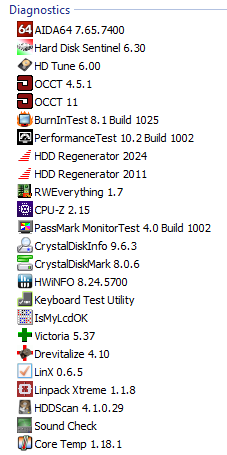 Diagnostics
AIDA64 7.65.7400
Hard Disk Sentinel 6.30
HD Tune 6.00
OCCT 4.5.1
OCCT 11
BurnInTest 8.1 Build 1025
PerformanceTest 10.2 Build 1002
HDD Regenerator 2024
HDD Regenerator 2011
RWEverything 1.7
CPU-Z 2.15
PassMark MonitorTest 4.0 Build 1002
CrystalDiskInfo 9.6.3
CrystalDiskMark 8.0.6
HWiNFO 8.24.5700
Keyboard Test Utility
IsMyLcdOK
Victoria 5.37
Drevitalize 4.10
LinX 0.6.5
Linpack Xtreme 1.1.8
HDDScan 4.1.0.29
Sound Check
Core Temp 1.18.1